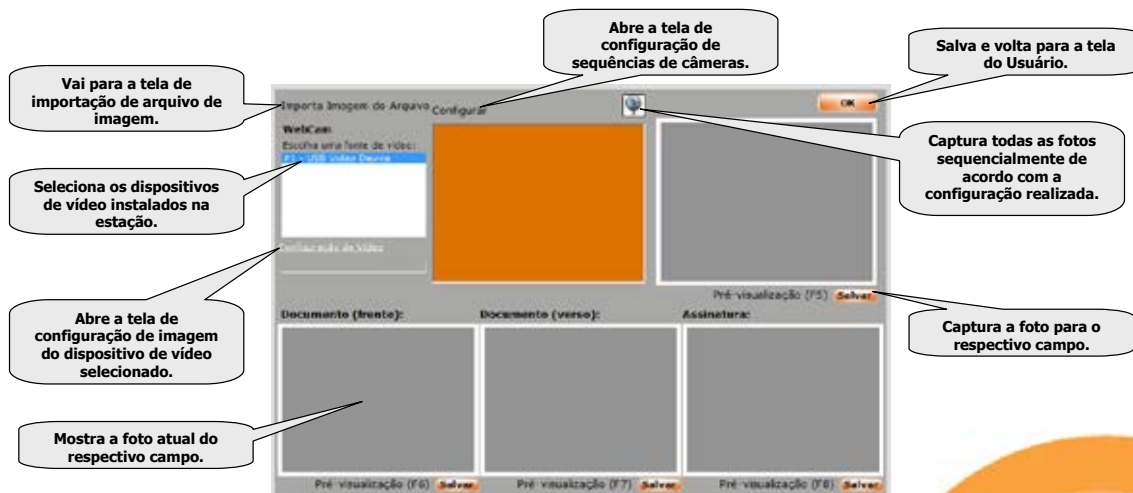 Abre a tela de
configuração de
sequências de câmeras.
Salva e volta para a tela
do Usuário.
Vai para a tela de
importação de arquivo de
imagem.
Importa Imagem do Arquivo
Configurar
OK
WebCam
Escolha uma fonte de vídeo:
#1 - USB Video Device
Captura todas as fotos
sequencialmente de
acordo com a
configuração realizada.
Seleciona os dispositivos
de vídeo instalados na
estação.
Configuração de Vídeo
Pré-visualização (F5) Salvar
Abre a tela de
configuração de imagem
do dispositivo de vídeo
selecionado.
Documento (frente):
Documento (verso):
Assinatura:
Captura a foto para o
respectivo campo.
Mostra a foto atual do
respectivo campo.
Pré-visualização (F6) Salvar
Pré-visualização (F7) Salvar
Pré-visualização (F8) Salvar